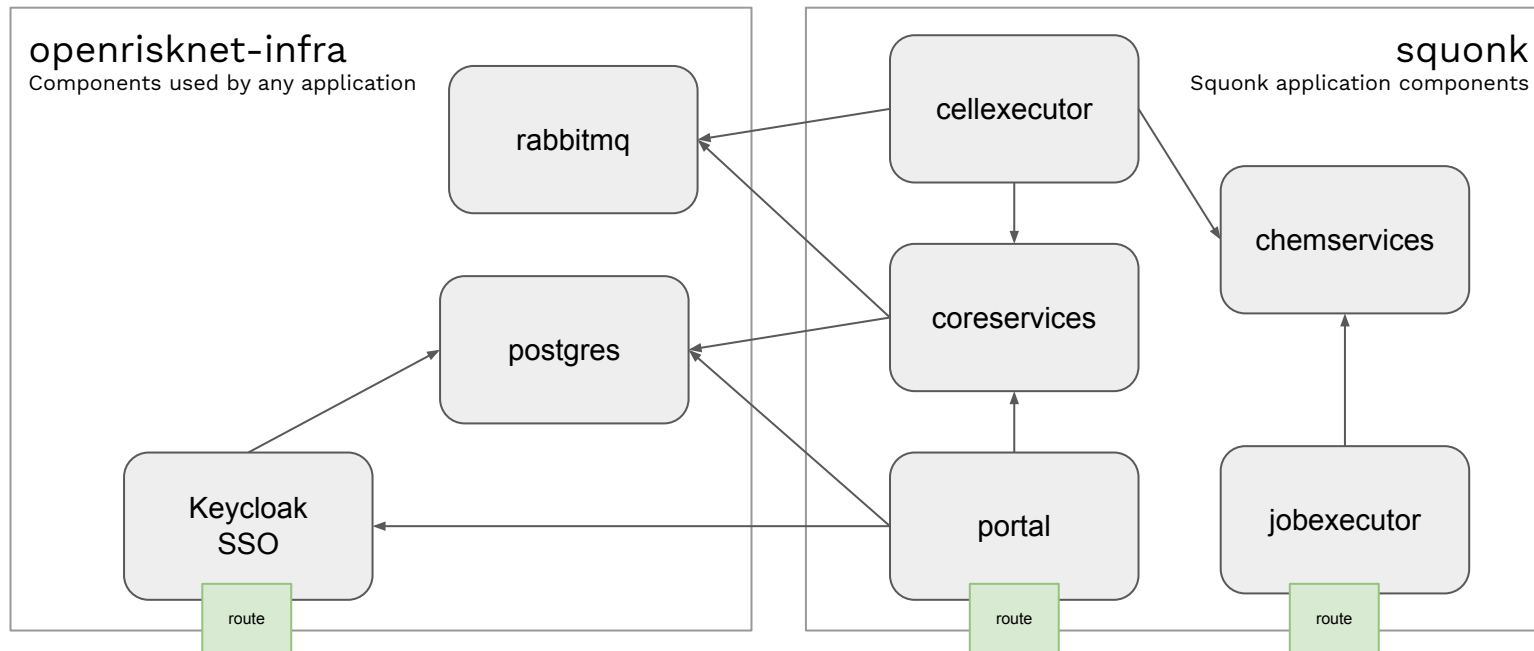 openrisknet-infra
Components used by any application
squonk
Squonk application components
rabbitmq
cellexecutor
chemservices
postgres
coreservices
Keycloak
SSO
portal
jobexecutor
route
route
route